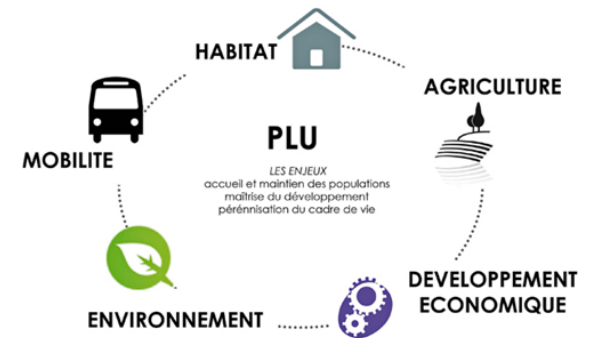 HABITAT
AGRICULTURE
PLU
LES ENJEUX
accueil et maintien des populations
maîtrise du développement
pérénnisation du cadre de vie
MOBILITE
DEVELOPPEMENT
ECONOMIQUE
ENVIRONNEMENT